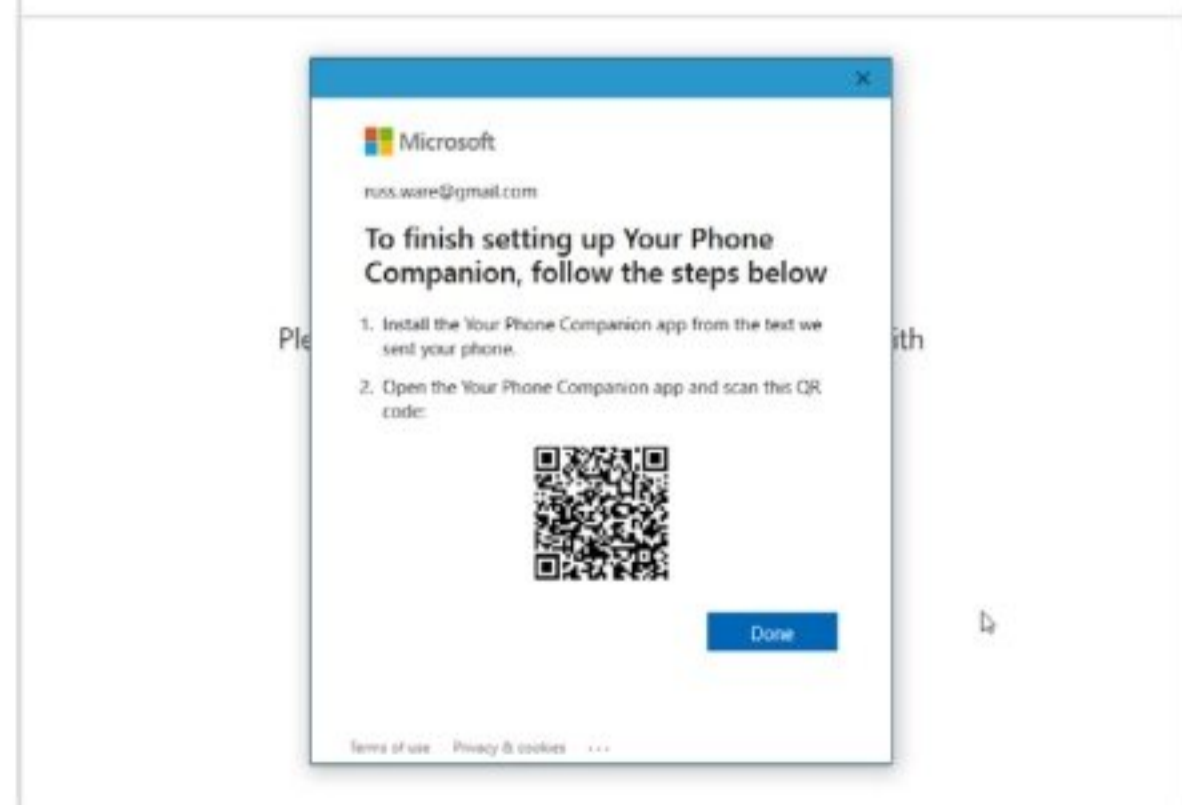 Microsoft
russ.ware@gmail.com
To finish setting up Your Phone
Companion, follow the steps below
1. Install the Your Phone Companion app from the text we
sent your phone.
Ple
ith
2. Open the Your Phone Companion app and scan this QR
code:
Done
Terms of use Privacy & cookies ...